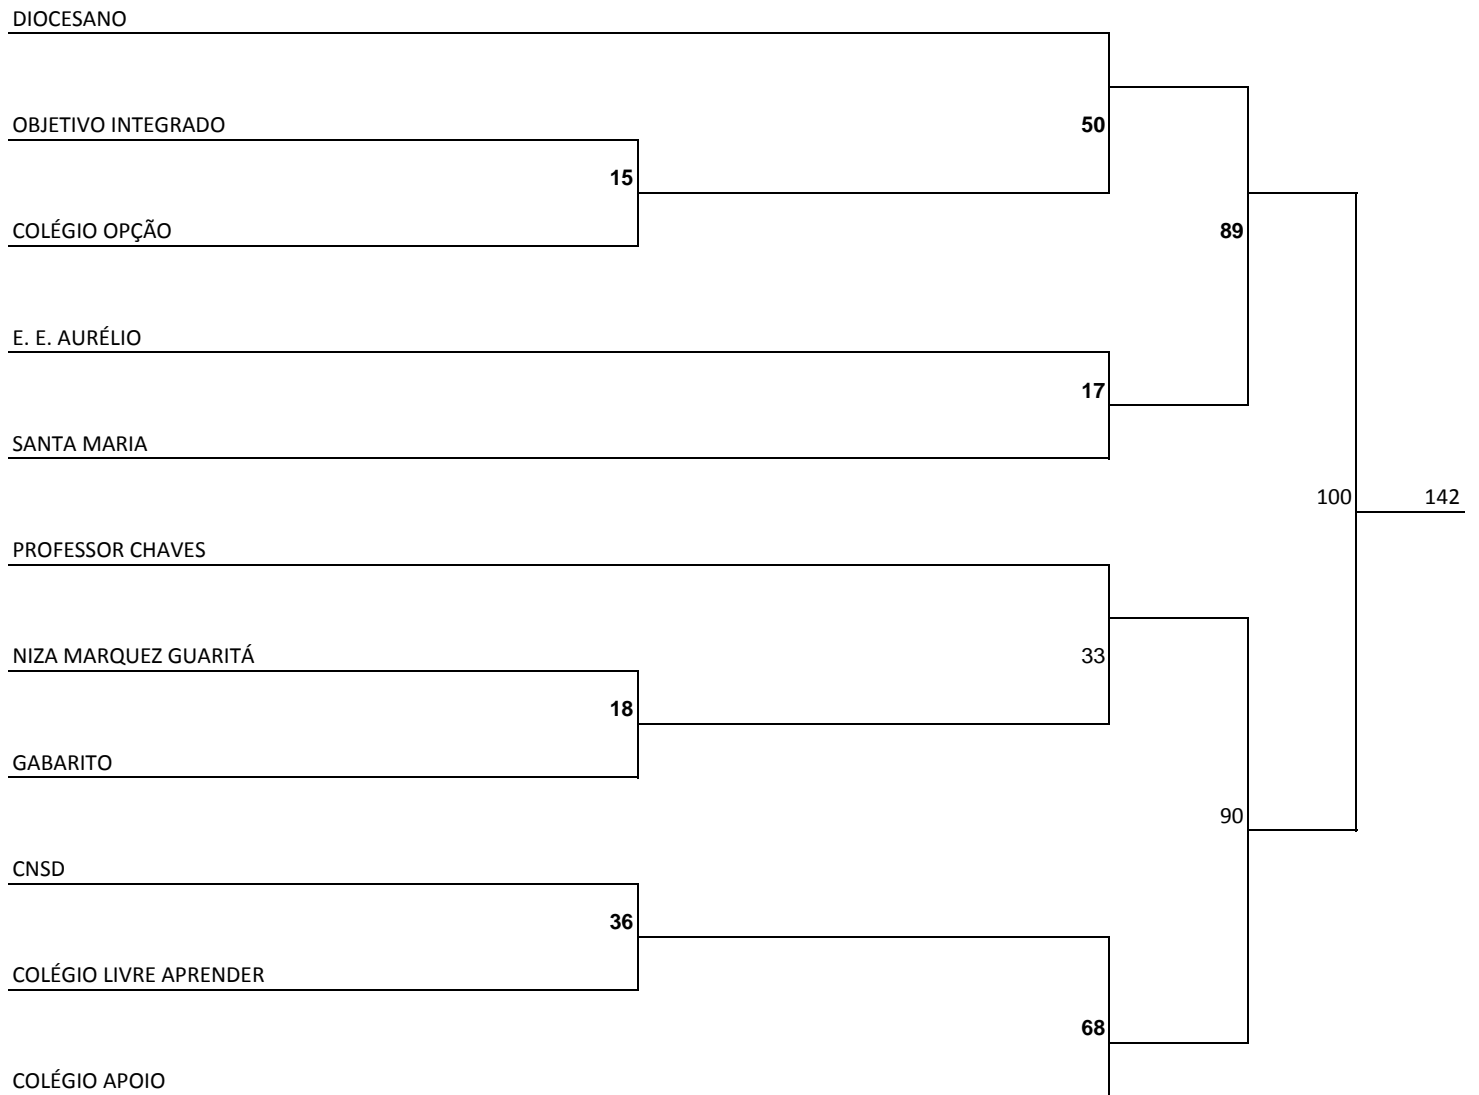 DIOCESANO
OBJETIVO INTEGRADO
50
15
COLÉGIO OPÇÃO
89
E. E. AURÉLIO
17
SANTA MARIA
100
142
PROFESSOR CHAVES
NIZA MARQUEZ GUARITÁ
33
18
GABARITO
90
CNSD
36
COLÉGIO LIVRE APRENDER
68
COLÉGIO APOIO